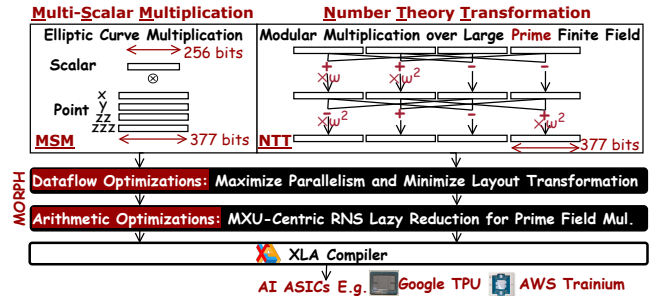 Multi-Scalar Multiplication
Number Theory Transformation
Elliptic Curve Multiplication
256 bits
Scalar
⊗
Point
x
y
zz
zzz
MSM
377 bits
Modular Multiplication over Large Prime Finite Field
+ + - -
×ω ×ω²
- + - -
×ω ×ω²
NTT
377 bits
MORPH
Dataflow Optimizations: Maximize Parallelism and Minimize Layout Transformation
Arithmetic Optimizations: MXU-Centric RNS Lazy Reduction for Prime Field Mul.
XLA Compiler
AI ASICs E.g. Google TPU AWS Trainium